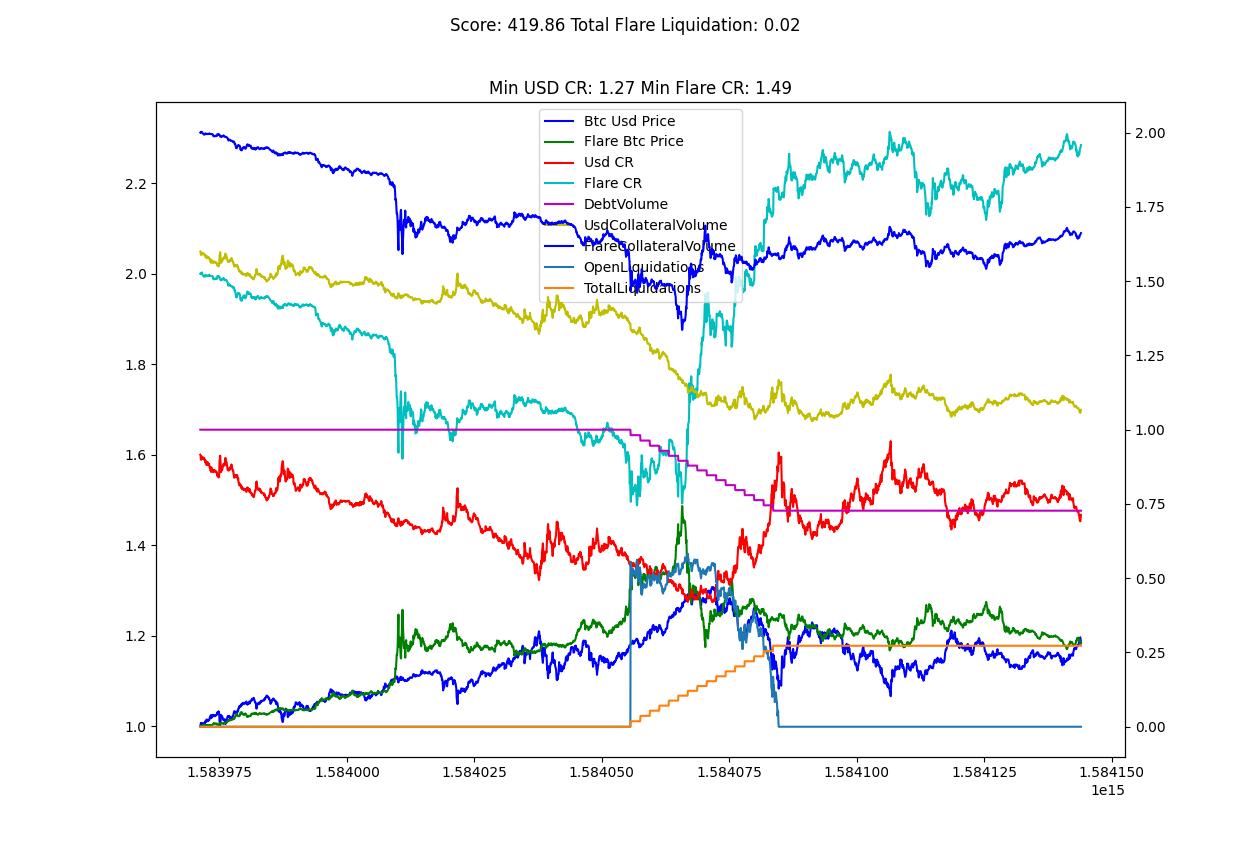 Score: 419.86 Total Flare Liquidation: 0.02
Min USD CR: 1.27 Min Flare CR: 1.49
Btc Usd Price
Flare Btc Price
Usd CR
Flare CR
DebtVolume
UsdCollateralVolume
FlareCollateralVolume
OpenLiquidations
TotalLiquidations
2.2
2.0
1.8
1.6
1.4
1.2
1.0
2.00
1.75
1.50
1.25
1.00
0.75
0.50
0.25
0.00
1.583975 1.584000 1.584025 1.584050 1.584075 1.584100 1.584125 1.584150
1e15